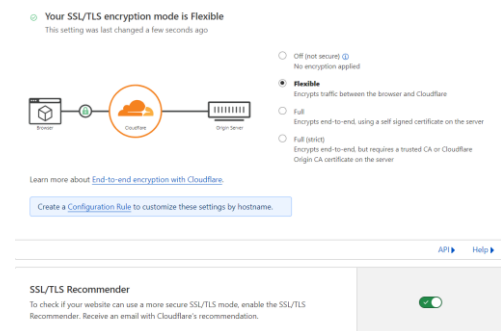 Your SSL/TLS encryption mode is Flexible
This setting was last changed a few seconds ago
Off (not secure)
No encryption applied
Flexible
Encrypts traffic between the browser and Cloudflare
Full
Encrypts end-to-end, using a self signed certificate on the server
Full (strict)
Encrypts end-to-end, but requires a trusted CA or Cloudflare
Origin CA certificate on the server
Browser
Cloudflare
Origin Server
Learn more about End-to-end encryption with Cloudflare.
Create a Configuration Rule to customize these settings by hostname.
API
Help
SSL/TLS Recommender
To check if your website can use a more secure SSL/TLS mode, enable the SSL/TLS
Recommender. Receive an email with Cloudflare's recommendation.